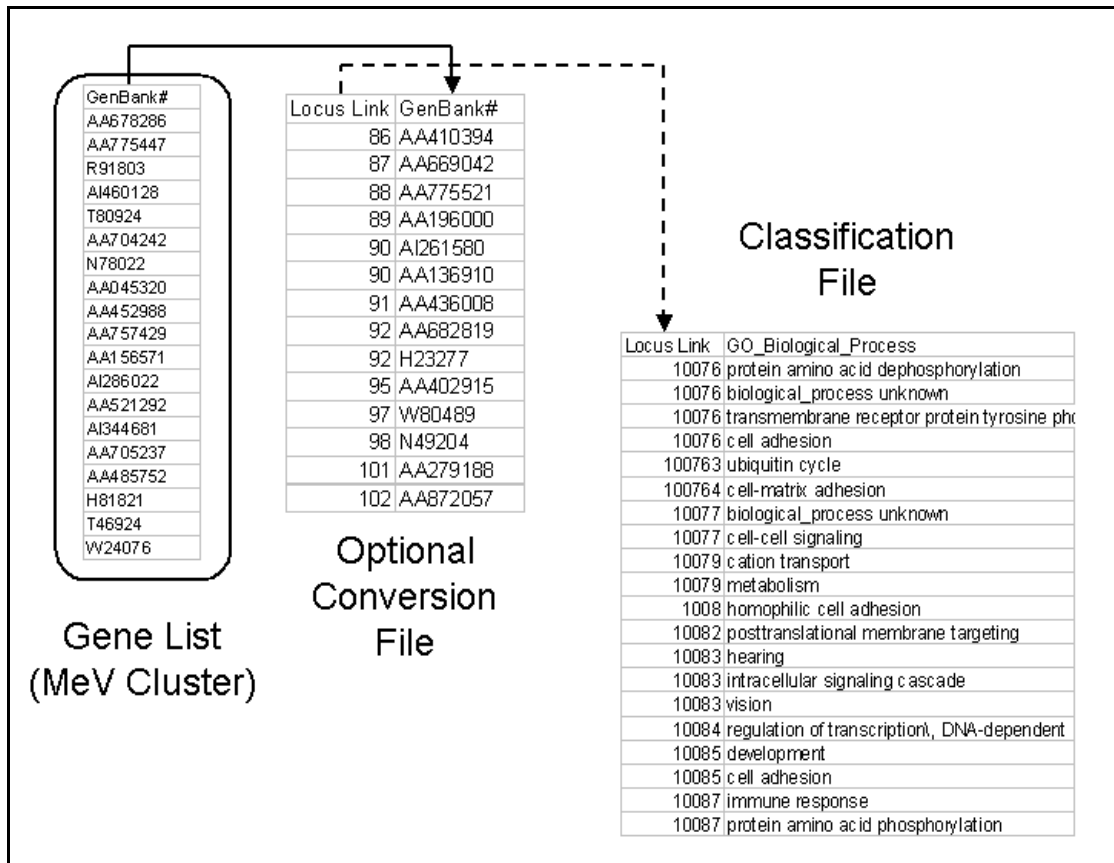 GenBank#
AA678286
AA775447
R91803
AI460128
T80924
AA704242
N78022
AA045320
AA452988
AA757429
AA156571
AI286022
AA521292
AI344681
AA705237
AA485752
H81821
T46924
W24076
Gene List
(MeV Cluster)
Locus Link GenBank#
86 AA410394
87 AA669042
88 AA775521
89 AA196000
90 AI261580
90 AA136910
91 AA436008
92 AA682819
92 H23277
95 AA402915
97 W80489
98 N49204
101 AA279188
102 AA872057
Optional
Conversion
File
Classification
File
Locus Link GO_Biological_Process
10076 protein amino acid dephosphorylation
10076 biological_process unknown
10076 transmembrane receptor protein tyrosine pho
10076 cell adhesion
100763 ubiquitin cycle
100764 cell-matrix adhesion
10077 biological_process unknown
10077 cell-cell signaling
10079 cation transport
10079 metabolism
1008 homophilic cell adhesion
10082 posttranslational membrane targeting
10083 hearing
10083 intracellular signaling cascade
10083 vision
10084 regulation of transcription\, DNA-dependent
10085 development
10085 cell adhesion
10087 immune response
10087 protein amino acid phosphorylation